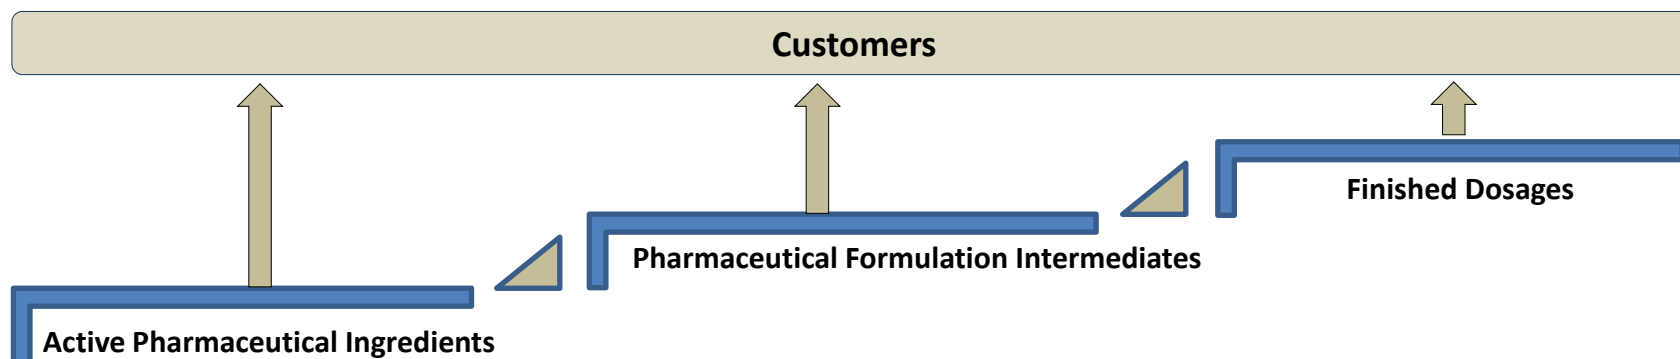 Customers
Finished Dosages
Pharmaceutical Formulation Intermediates
Active Pharmaceutical Ingredients